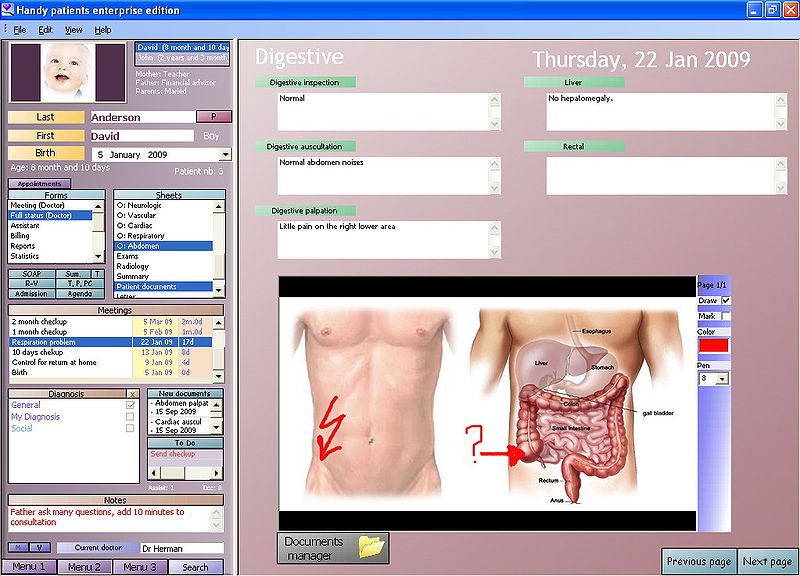 Handy patients enterprise edition
File Edit View Help
David (8 month and 10 day
John (2 years and 3 month)
Mother: Teacher
Father: Financial advisor
Parents: Maried
Last Anderson P
First David Boy
Birth 5 January 2009
Age: 8 month and 10 days Patient nb: 3
Appointments
Forms
Meeting (Doctor)
Full status (Doctor)
Assistant
Billing
Reports
Statistics
Sheets
O: Neurologic
O: Vascular
O: Cardiac
O: Respiratory
O: Abdomen
Exams
Radiology
Summary
Patient documents
Letter
SOAP Sum. T
R-V T, P, PC
Admission Agenda
Meetings
2 month checkup 5 Mar 09 2m.0d
1 month checkup 5 Feb 09 1m.0d
Respiration problem 22 Jan 09 17d
10 days chekup 13 Jan 09 8d
Control for return at home 9 Jan 09 4d
Birth 5 Jan 09 0d
Diagnosis x
General
My Diagnosis
Social
New documents
- Abdomen palpat
- 15 Sep 2009
- Cardiac auscul
- 15 Sep 2009
To Do
Send checkup
Assist: 1 Doc: 0
Notes
Father ask many questions, add 10 minutes to
consultation
M V Current doctor Dr Herman
Menu 1 Menu 2 Menu 3 Search
Digestive
Thursday, 22 Jan 2009
Digestive inspection
Normal
Liver
No hepatomegaly.
Digestive auscultation
Normal abdomen noises
Rectal
Digestive palpation
Little pain on the right lower area
Esophagus
Liver
Stomach
Colon
gall bladder
Small Intestine
?
Rectum
Anus
Page 1/1
Draw
Mark
Color
Pen
8
Documents
manager
Previous page Next page